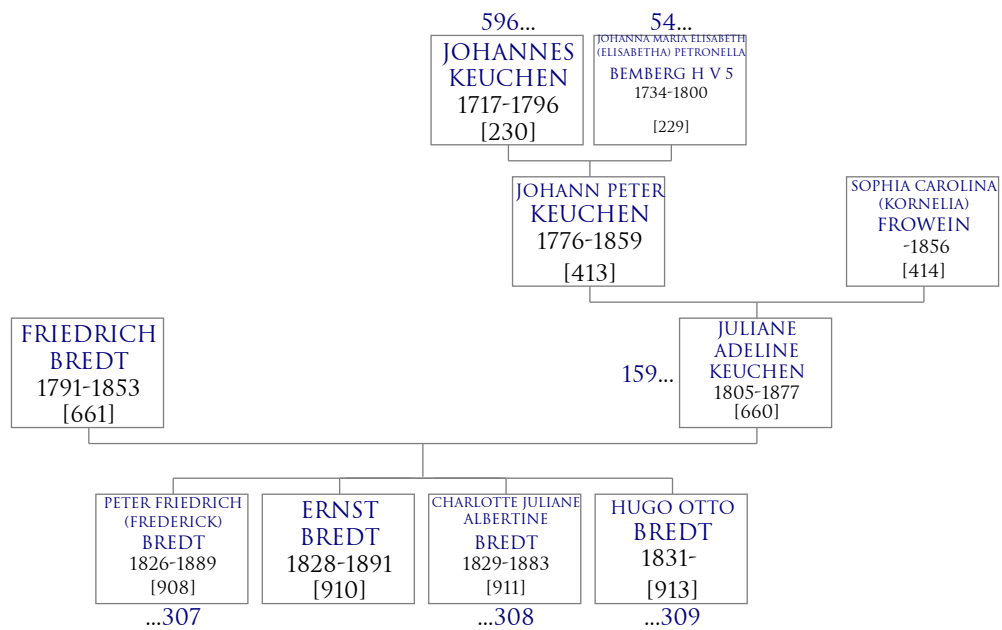 596...
JOHANNES
KEUCHEN
1717-1796
[230]
54...
JOHANNA MARIA ELISABETH
(ELISABETHA) PETRONELLA
BEMBERG H V 5
1734-1800
[229]
JOHANN PETER
KEUCHEN
1776-1859
[413]
SOPHIA CAROLINA
(KORNELIA)
FROWEIN
-1856
[414]
FRIEDRICH
BREDT
1791-1853
[661]
159...
JULIANE
ADELINE
KEUCHEN
1805-1877
[660]
PETER FRIEDRICH
(FREDERICK)
BREDT
1826-1889
[908]
...307
ERNST
BREDT
1828-1891
[910]
CHARLOTTE JULIANE
ALBERTINE
BREDT
1829-1883
[911]
...308
HUGO OTTO
BREDT
1831-
[913]
...309